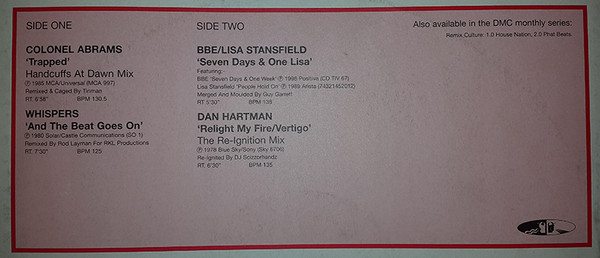 SIDE ONE
COLONEL ABRAMS
‘Trapped’
Handcuffs At Dawn Mix
℗ 1985 MCA/Universal (MCA 997)
Remixed & Caged By Tinman
RT: 6'58" BPM 130.5
WHISPERS
‘And The Beat Goes On’
℗ 1980 Solar/Castle Communications (SO 1)
Remixed By Rod Layman For RKL Productions
RT: 7'30" BPM 125
SIDE TWO
BBE/LISA STANSFIELD
‘Seven Days & One Lisa’
Featuring:-
BBE ‘Seven Days & One Week’ ℗ 1996 Positiva (CD TIV 67)
Lisa Stansfield ‘People Hold On’ ℗ 1989 Arista (74321452012)
Merged And Moulded By Guy Garrett
RT: 5'30" BPM 138
DAN HARTMAN
‘Relight My Fire/Vertigo’
The Re-Ignition Mix
℗ 1978 Blue Sky/Sony (Sky 6706)
Re-Ignited By DJ Scizzorhandz
RT: 6'30" BPM 135
Also available in the DMC monthly series:
Remix Culture: 1.0 House Nation, 2.0 Phat Beats.